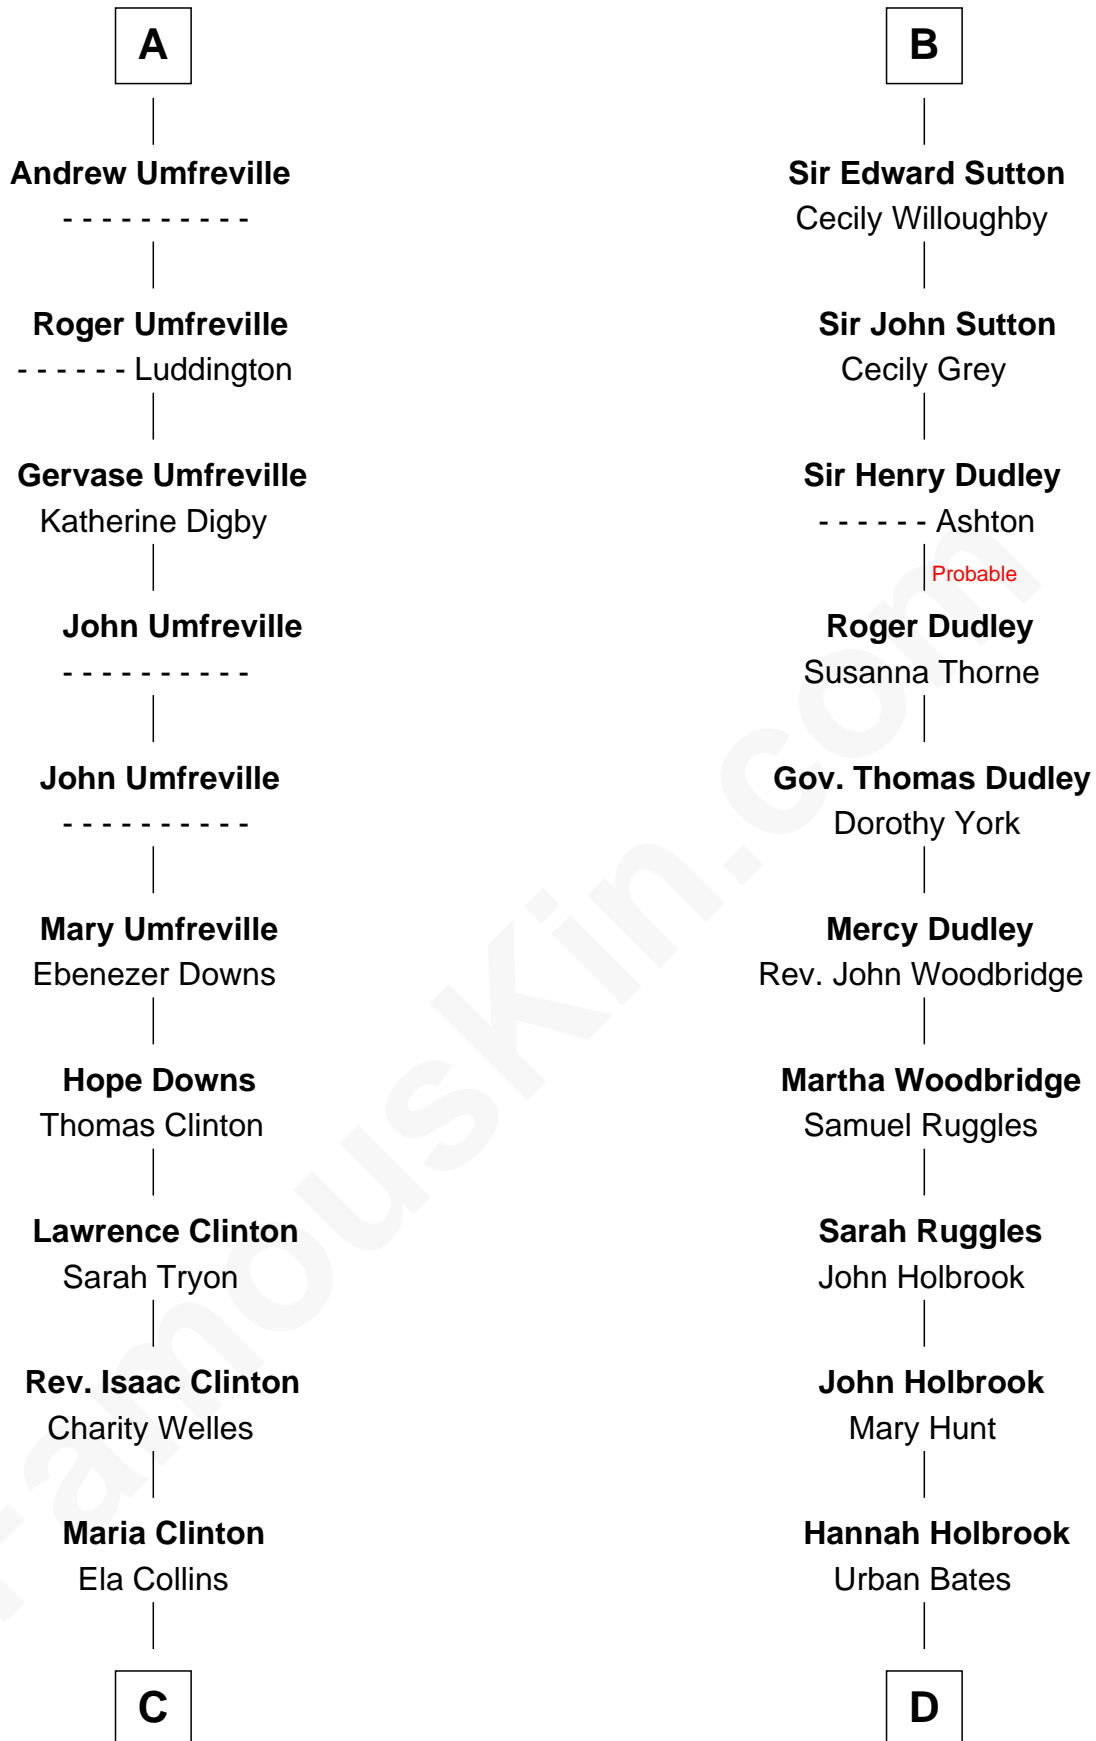 A
Andrew Umfreville
- - - - - - - - - -
Roger Umfreville
- - - - - - Luddington
Gervase Umfreville
Katherine Digby
John Umfreville
- - - - - - - - - -
John Umfreville
- - - - - - - - - -
Mary Umfreville
Ebenezer Downs
Hope Downs
Thomas Clinton
Lawrence Clinton
Sarah Tryon
Rev. Isaac Clinton
Charity Welles
Maria Clinton
Ela Collins
C
B
Sir Edward Sutton
Cecily Willoughby
Sir John Sutton
Cecily Grey
Sir Henry Dudley
- - - - - - Ashton
Probable
Roger Dudley
Susanna Thorne
Gov. Thomas Dudley
Dorothy York
Mercy Dudley
Rev. John Woodbridge
Martha Woodbridge
Samuel Ruggles
Sarah Ruggles
John Holbrook
John Holbrook
Mary Hunt
Hannah Holbrook
Urban Bates
D
FamousKin.com